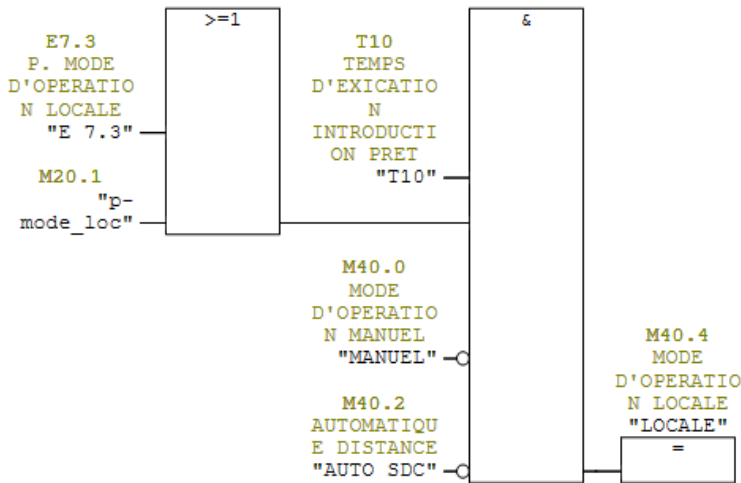 >=1
E7.3
P. MODE
D'OPERATIO
N LOCALE
"E 7.3"
M20.1
"p-
mode_loc"
&
T10
TEMPS
D'EXICATIO
N
INTRODUCTI
ON PRET
"T10"
M40.0
MODE
D'OPERATIO
N MANUEL
"MANUEL"
M40.2
AUTOMATIQU
E DISTANCE
"AUTO SDC"
M40.4
MODE
D'OPERATIO
N LOCALE
"LOCALE"
=